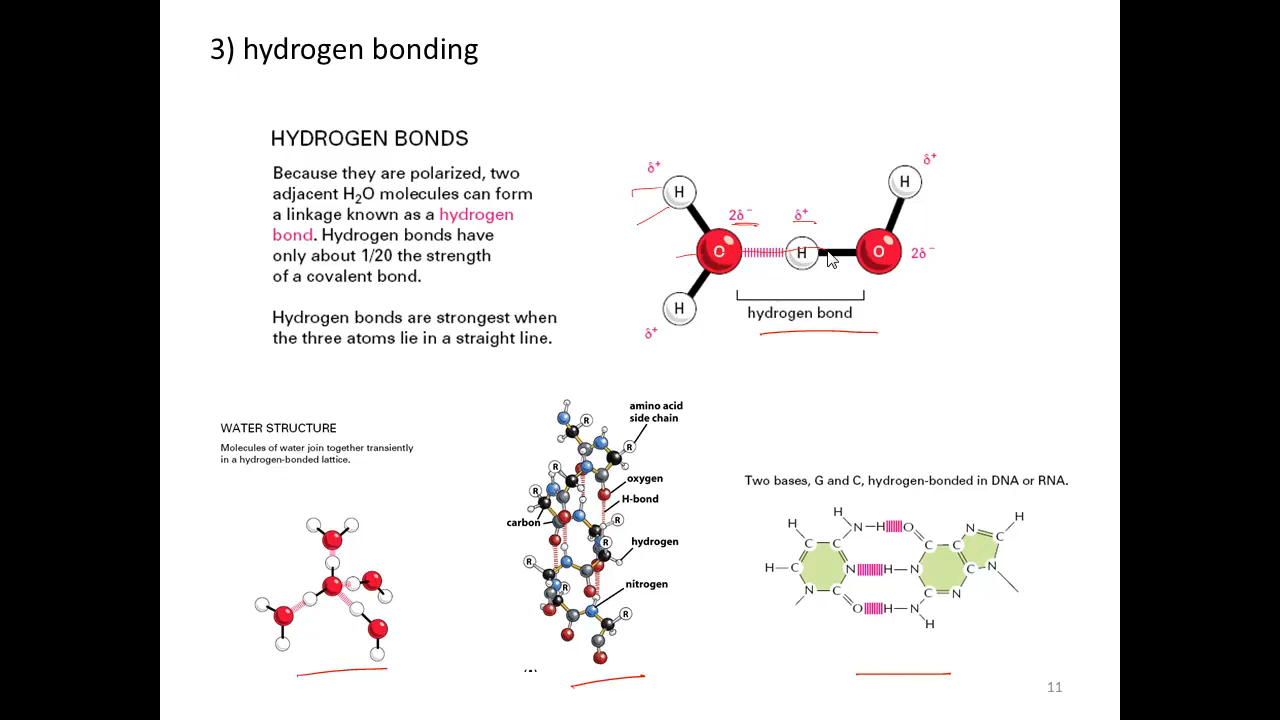 3) hydrogen bonding
HYDROGEN BONDS
Because they are polarized, two
adjacent H₂O molecules can form
a linkage known as a hydrogen
bond. Hydrogen bonds have
only about 1/20 the strength
of a covalent bond.
Hydrogen bonds are strongest when
the three atoms lie in a straight line.
δ⁺
δ⁺
H
H
2δ⁻
δ⁺
O
H
O
2δ⁻
hydrogen bond
H
δ⁺
WATER STRUCTURE
Molecules of water join together transiently
in a hydrogen-bonded lattice.
amino acid
side chain
R
R
R
oxygen
R
H-bond
carbon
R
hydrogen
R
R
nitrogen
R
R
Two bases, G and C, hydrogen-bonded in DNA or RNA.
H
H
H
N
H
O
N
C
C
C
C
C
H
C
N
H
N
C
N
N
C
C
N
O
H
N
H
11